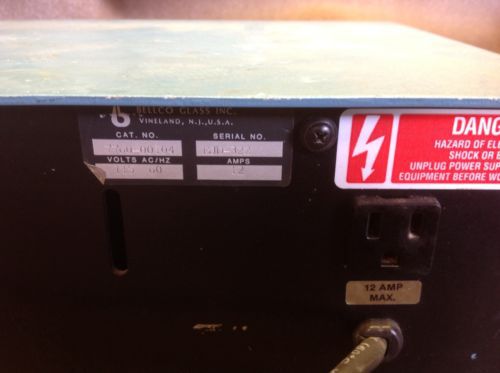 BELLCO GLASS INC.
VINELAND, N.J., U.S.A.
CAT. NO. SERIAL NO.
VOLTS AC/HZ AMPS
115 60 12
DANG
HAZARD OF ELE
SHOCK OR B
UNPLUG POWER SUP
EQUIPMENT BEFORE WO
12 AMP
MAX.